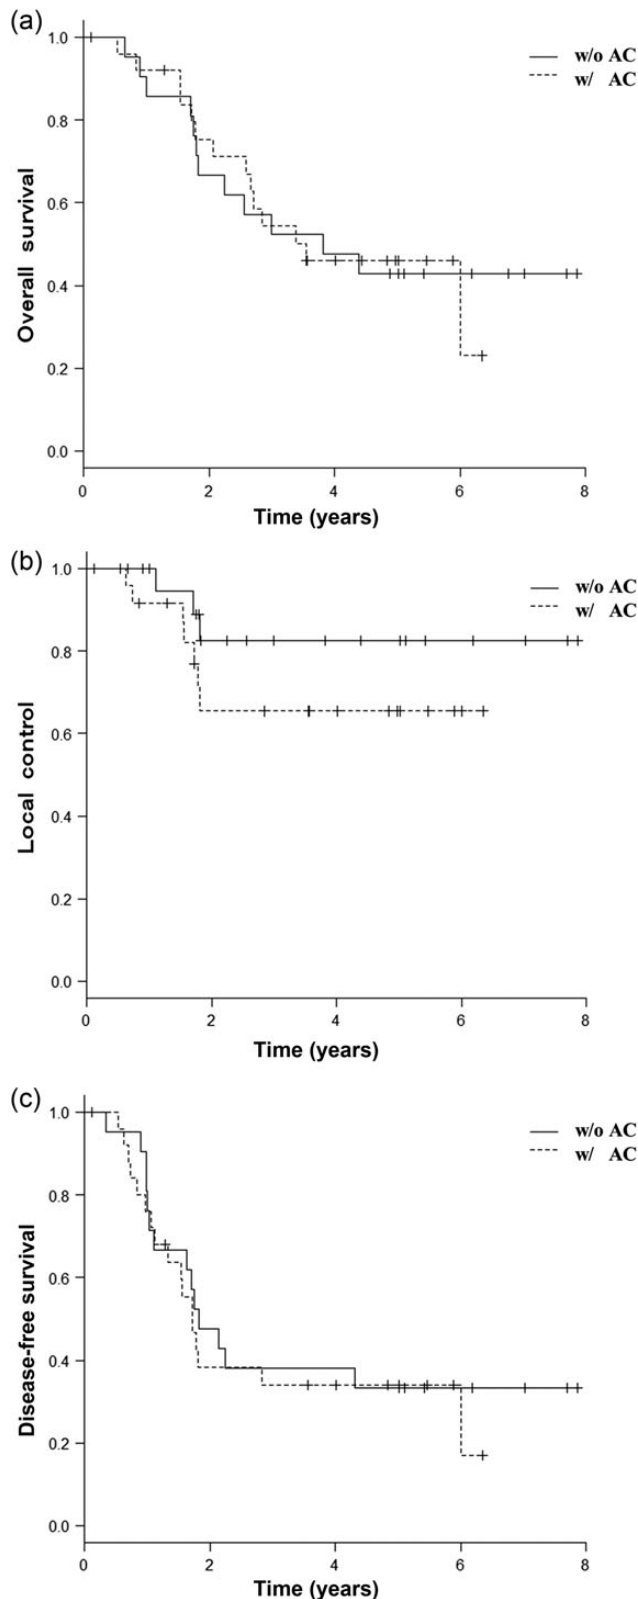 (a)
1.0
0.8
0.6
0.4
0.2
0.0
Overall survival
w/o AC
w/ AC
0 2 4 6 8
Time (years)
(b)
1.0
0.8
0.6
0.4
0.2
0.0
Local control
w/o AC
w/ AC
0 2 4 6 8
Time (years)
(c)
1.0
0.8
0.6
0.4
0.2
0.0
Disease-free survival
w/o AC
w/ AC
0 2 4 6 8
Time (years)